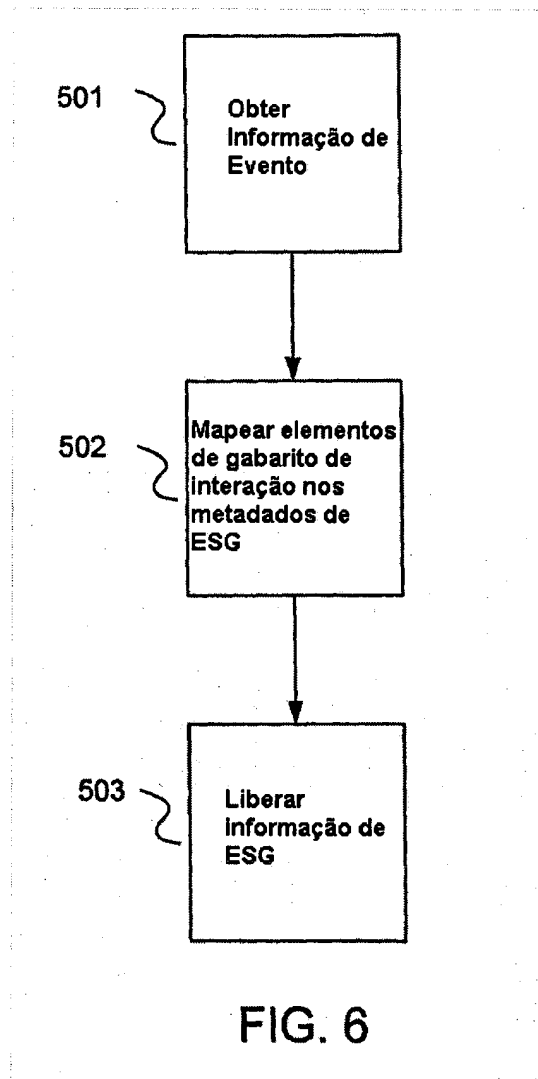 501
Obter
Informação de
Evento
502
Mapear elementos
de gabarito de
interação nos
metadados de
ESG
503
Liberar
informação de
ESG
FIG. 6